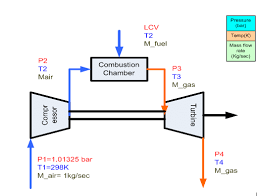 LCV
T2
M_fuel
Pressure
(bar)
Temp(K)
Mass flow
rate
(Kg/sec)
P2
T2
Mair
Combustion
Chamber
P3
T3
M_gas
Compr
essor
Turbine
P4
T4
M_gas
P1=1.01325 bar
T1=298K
M_air= 1kg/sec